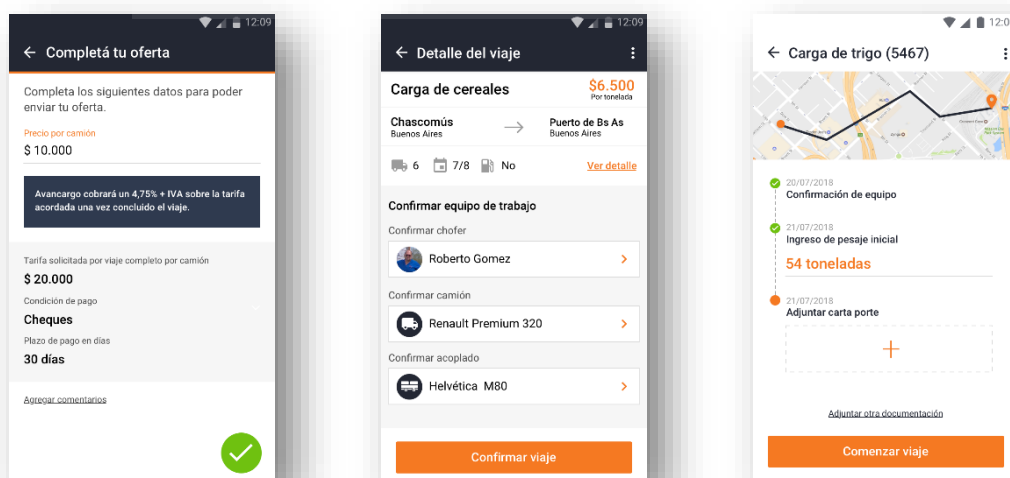 12:09
← Completá tu oferta
Completa los siguientes datos para poder
enviar tu oferta.
Precio por camión
$ 10.000
Avancargo cobrará un 4,75% + IVA sobre la tarifa
acordada una vez concluido el viaje.
Tarifa solicitada por viaje completo por camión
$ 20.000
Condición de pago
Cheques
Plazo de pago en días
30 días
Agregar comentarios
12:09
← Detalle del viaje
Carga de cereales
$6.500
Por tonelada
Chascomús
Buenos Aires
→
Puerto de Bs As
Buenos Aires
6 7/8 No Ver detalle
Confirmar equipo de trabajo
Confirmar chofer
Roberto Gomez
Confirmar camión
Renault Premium 320
Confirmar acoplado
Helvética M80
Confirmar viaje
12:0
← Carga de trigo (5467)
20/07/2018
Confirmación de equipo
21/07/2018
Ingreso de pesaje inicial
54 toneladas
21/07/2018
Adjuntar carta porte
+
Adjuntar otra documentación
Comenzar viaje